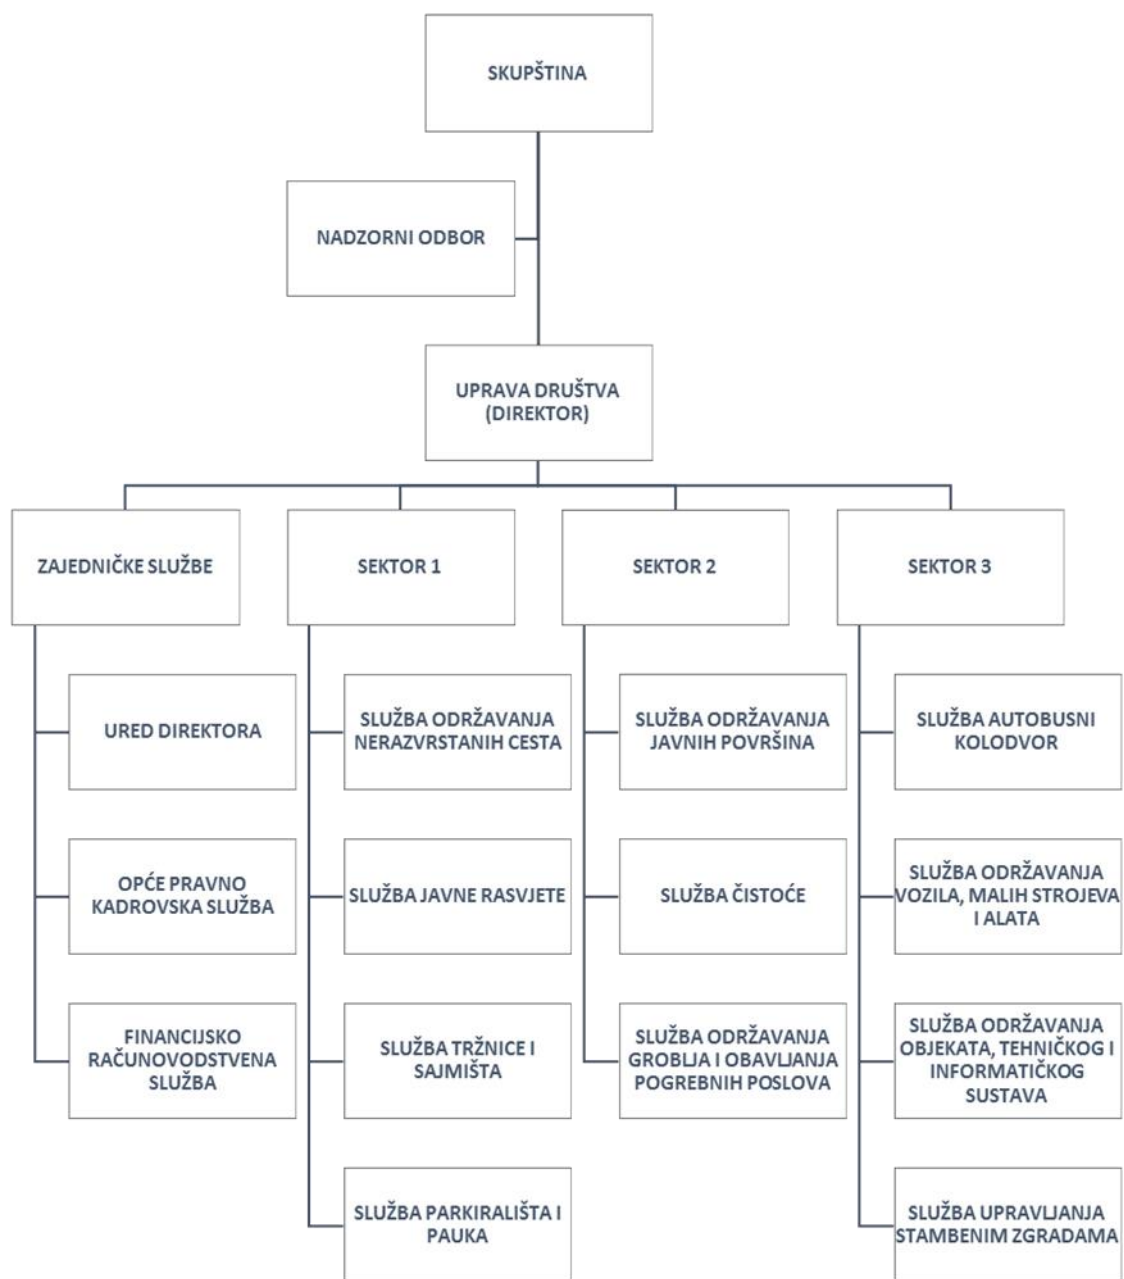 SKUPŠTINA
NADZORNI ODBOR
UPRAVA DRUŠTVA
(DIREKTOR)
ZAJEDNIČKE SLUŽBE
URED DIREKTORA
OPĆE PRAVNO
KADROVSKA SLUŽBA
FINANCIJSKO
RAČUNOVODSTVENA
SLUŽBA
SEKTOR 1
SLUŽBA ODRŽAVANJA
NERAZVRSTANIH CESTA
SLUŽBA JAVNE RASVJETE
SLUŽBA TRŽNICE I
SAJMIŠTA
SLUŽBA PARKIRALIŠTA I
PAUKA
SEKTOR 2
SLUŽBA ODRŽAVANJA
JAVNIH POVRŠINA
SLUŽBA ČISTOĆE
SLUŽBA ODRŽAVANJA
GROBLJA I OBAVLJANJA
POGREBNIH POSLOVA
SEKTOR 3
SLUŽBA AUTOBUSNI
KOLODVOR
SLUŽBA ODRŽAVANJA
VOZILA, MALIH STROJEVA
I ALATA
SLUŽBA ODRŽAVANJA
OBJEKATA, TEHNIČKOG I
INFORMATIČKOG
SUSTAVA
SLUŽBA UPRAVLJANJA
STAMBENIM ZGRADAMA